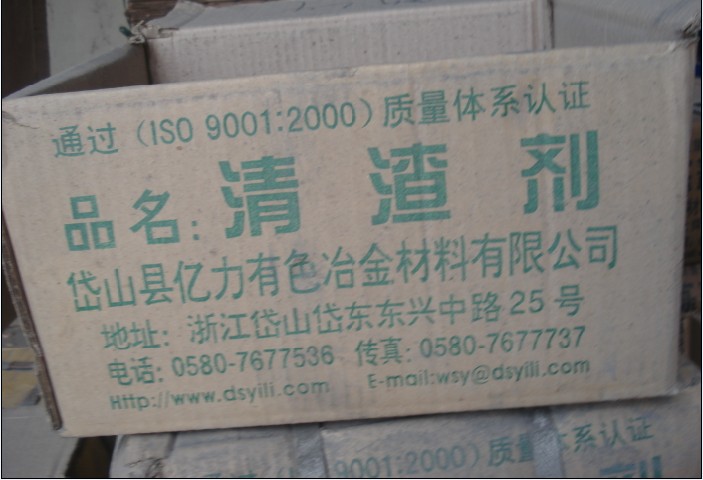 通过（ISO 9001:2000）质量体系认证
品名: 清渣剂
岱山县亿力有色冶金材料有限公司
地址: 浙江岱山岱东东兴中路25号
电话: 0580-7677536 传真: 0580-7677737
Http://www.dsyili.com E-mail:wsy@dsyili.com
9001:2000）质量体系认证
剂